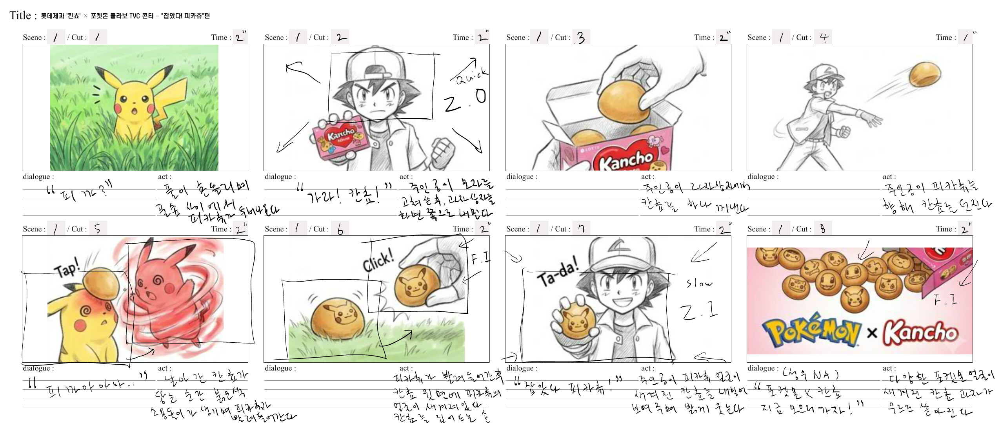 Title : 롯데제과 '칸쵸' × 포켓몬 콜라보 TVC 콘티 - "잡았다! 피카츄"편
Scene : 1 / Cut : 1 Time : 2"
dialogue :
"피 까?"
act :
풀이 흔들리며
풀숲 사이에서
피카츄가 튀어나온다
Scene : 1 / Cut : 2 Time : 2"
Quick
Z.O
Kancho
dialogue :
"가라! 칸쵸!"
act :
주인공이 모자를
고쳐 쓴 후, 과자상자를
화면 쪽으로 내민다
Scene : 1 / Cut : 3 Time : 2"
LOTTE
Kancho
dialogue :
act :
주인공이 과자상자에서
칸쵸를 하나 꺼낸다
Scene : 1 / Cut : 4 Time : 1"
dialogue :
act :
주인공이 피카츄를
향해 칸쵸를 던진다
Scene : 1 / Cut : 5 Time : 2"
Tap!
dialogue :
"피까아아아.."
act :
날아간 칸쵸가
닿는 순간 붉은색
소용돌이가 생기며 피카츄가
빨려들어간다
Scene : 1 / Cut : 6 Time : 2"
Click!
F.I
dialogue :
act :
피카츄가 빨려들어간 후
칸쵸 윗면에 피카츄의
얼굴이 새겨져있다
칸쵸를 집어드는 손
Scene : 1 / Cut : 7 Time : 2"
Ta-da!
slow
Z.I
dialogue :
"잡았다 피카츄!"
act :
주인공이 피카츄 얼굴이
새겨진 칸쵸를 내밀어
보여주며 밝게 웃는다
Scene : 1 / Cut : 8 Time : 2"
F.I
POKéMON × Kancho
dialogue :
(성우 NA)
"포켓몬 X 칸쵸
지금 모으러 가자!"
act :
다양한 포켓몬 얼굴이
새겨진 칸쵸 과자가
우르르 쏟아진다